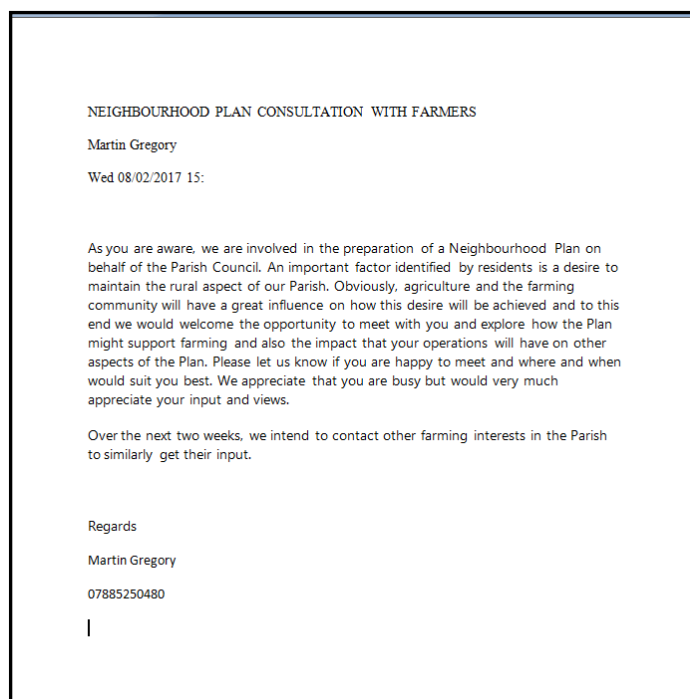 NEIGHBOURHOOD PLAN CONSULTATION WITH FARMERS
Martin Gregory
Wed 08/02/2017 15:
As you are aware, we are involved in the preparation of a Neighbourhood Plan on
behalf of the Parish Council. An important factor identified by residents is a desire to
maintain the rural aspect of our Parish. Obviously, agriculture and the farming
community will have a great influence on how this desire will be achieved and to this
end we would welcome the opportunity to meet with you and explore how the Plan
might support farming and also the impact that your operations will have on other
aspects of the Plan. Please let us know if you are happy to meet and where and when
would suit you best. We appreciate that you are busy but would very much
appreciate your input and views.
Over the next two weeks, we intend to contact other farming interests in the Parish
to similarly get their input.
Regards
Martin Gregory
07885250480